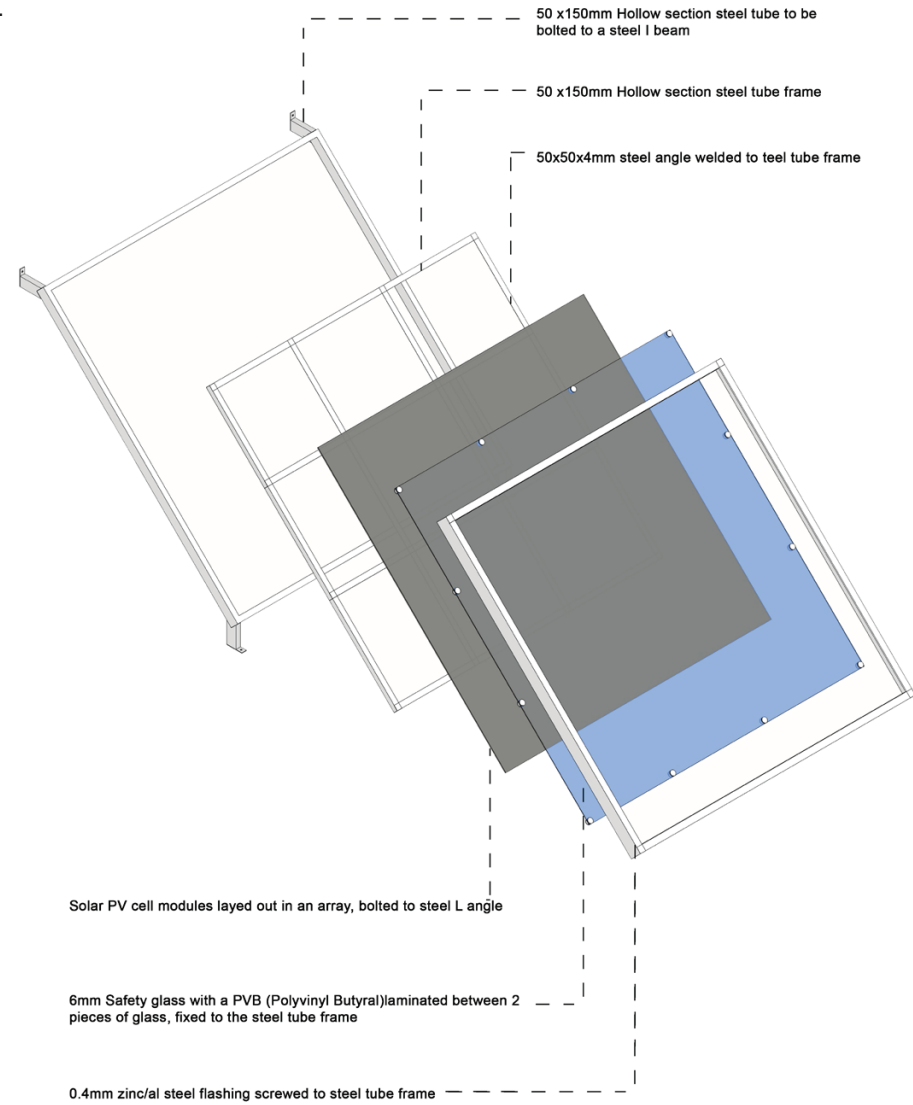 50 x150mm Hollow section steel tube to be
bolted to a steel I beam
50 x150mm Hollow section steel tube frame
50x50x4mm steel angle welded to teel tube frame
Solar PV cell modules layed out in an array, bolted to steel L angle
6mm Safety glass with a PVB (Polyvinyl Butyral)laminated between 2
pieces of glass, fixed to the steel tube frame
0.4mm zinc/al steel flashing screwed to steel tube frame